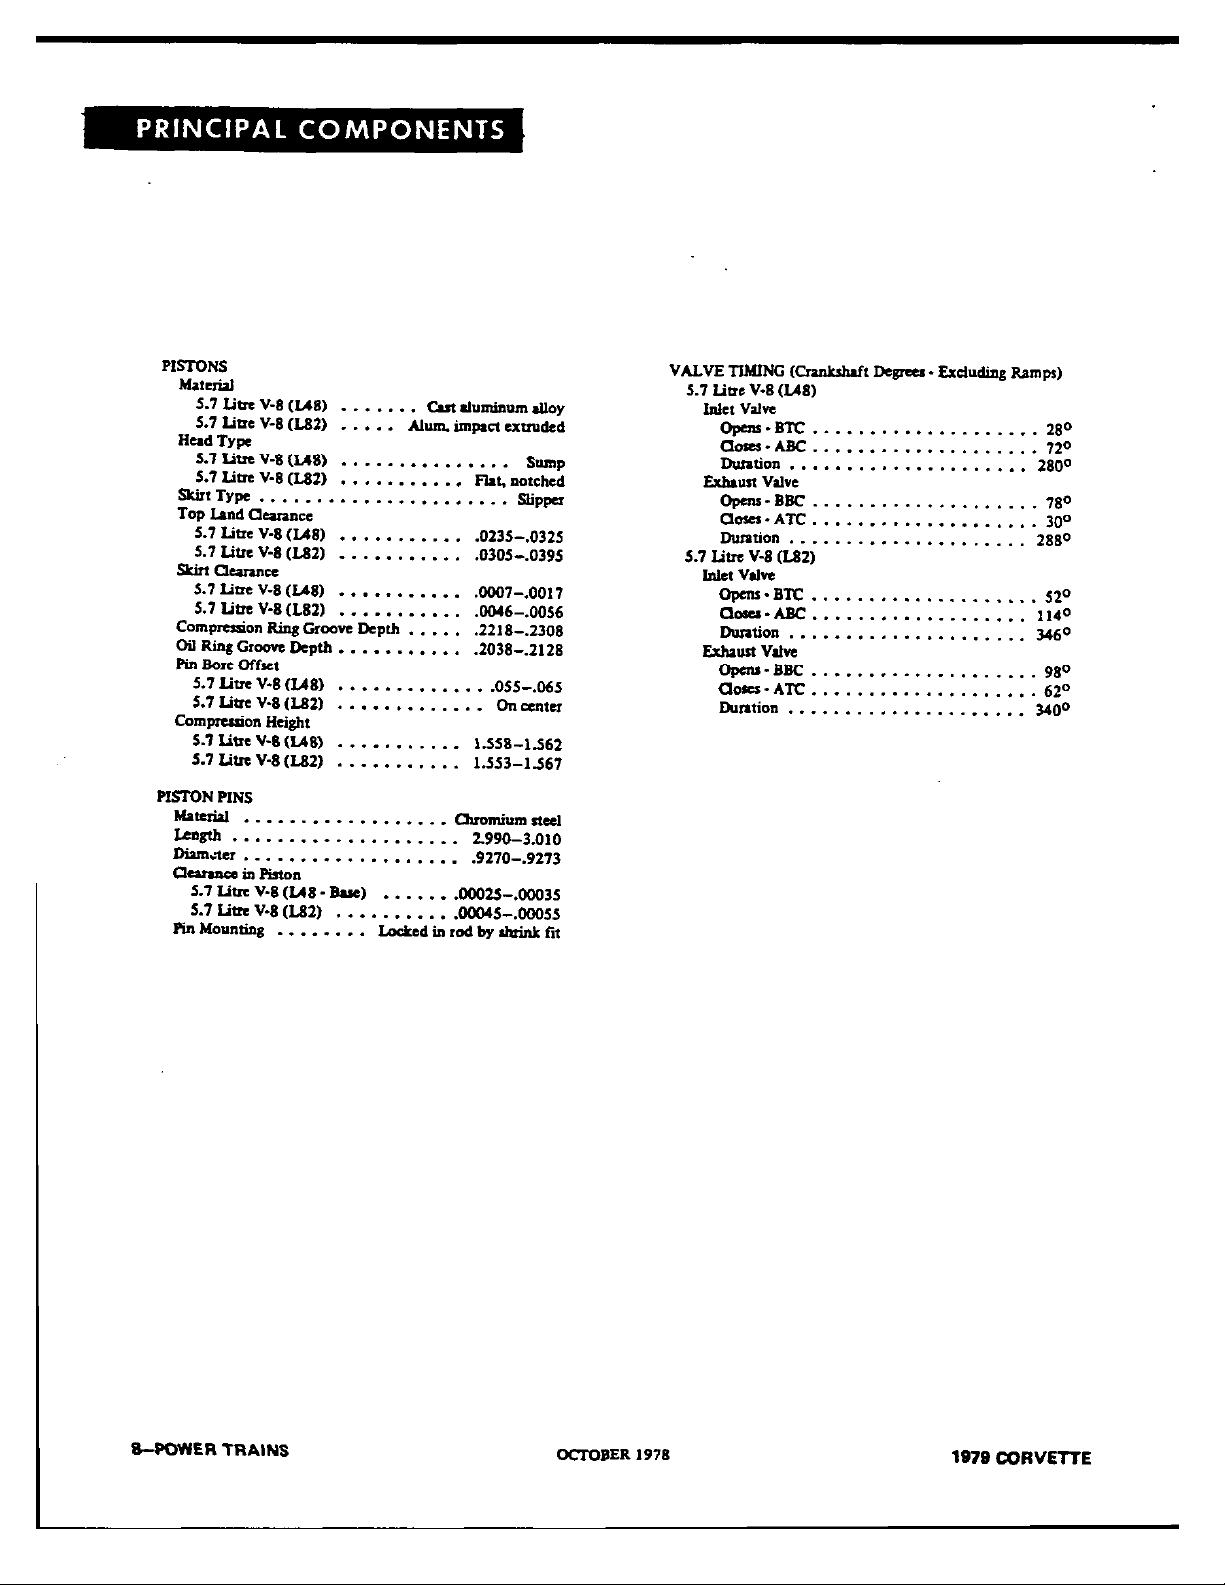 PRINCIPAL COMPONENTS
PISTONS
Material
5.7 Litre V-8 (L48) ....... Cast aluminum alloy
5.7 Litre V-8 (L82) ..... Alum. impact extruded
Head Type
5.7 Litre V-8 (L48) ............... Sump
5.7 Litre V-8 (L82) ........... Flat, notched
Skirt Type ...................... Slipper
Top Land Clearance
5.7 Litre V-8 (L48) ........... .0235–.0325
5.7 Litre V-8 (L82) ........... .0305–.0395
Skirt Clearance
5.7 Litre V-8 (L48) ........... .0007–.0017
5.7 Litre V-8 (L82) ........... .0046–.0056
Compression Ring Groove Depth ..... .2218–.2308
Oil Ring Groove Depth ........... .2038–.2128
Pin Bore Offset
5.7 Litre V-8 (L48) .............. .055–.065
5.7 Litre V-8 (L82) ............. On center
Compression Height
5.7 Litre V-8 (L48) ........... 1.558–1.562
5.7 Litre V-8 (L82) ........... 1.553–1.567
PISTON PINS
Material .................. Chromium steel
Length .................... 2.990–3.010
Diameter ................... .9270–.9273
Clearance in Piston
5.7 Litre V-8 (L48 - Base) ...... .00025–.00035
5.7 Litre V-8 (L82) .......... .00045–.00055
Pin Mounting ........ Locked in rod by shrink fit
VALVE TIMING (Crankshaft Degrees - Excluding Ramps)
5.7 Litre V-8 (L48)
Inlet Valve
Opens - BTC .................... 28°
Closes - ABC .................... 72°
Duration ..................... 280°
Exhaust Valve
Opens - BBC .................... 78°
Closes - ATC .................... 30°
Duration ..................... 288°
5.7 Litre V-8 (L82)
Inlet Valve
Opens - BTC .................... 52°
Closes - ABC ................... 114°
Duration ..................... 346°
Exhaust Valve
Opens - BBC .................... 98°
Closes - ATC .................... 62°
Duration ..................... 340°
8–POWER TRAINS
OCTOBER 1978
1979 CORVETTE